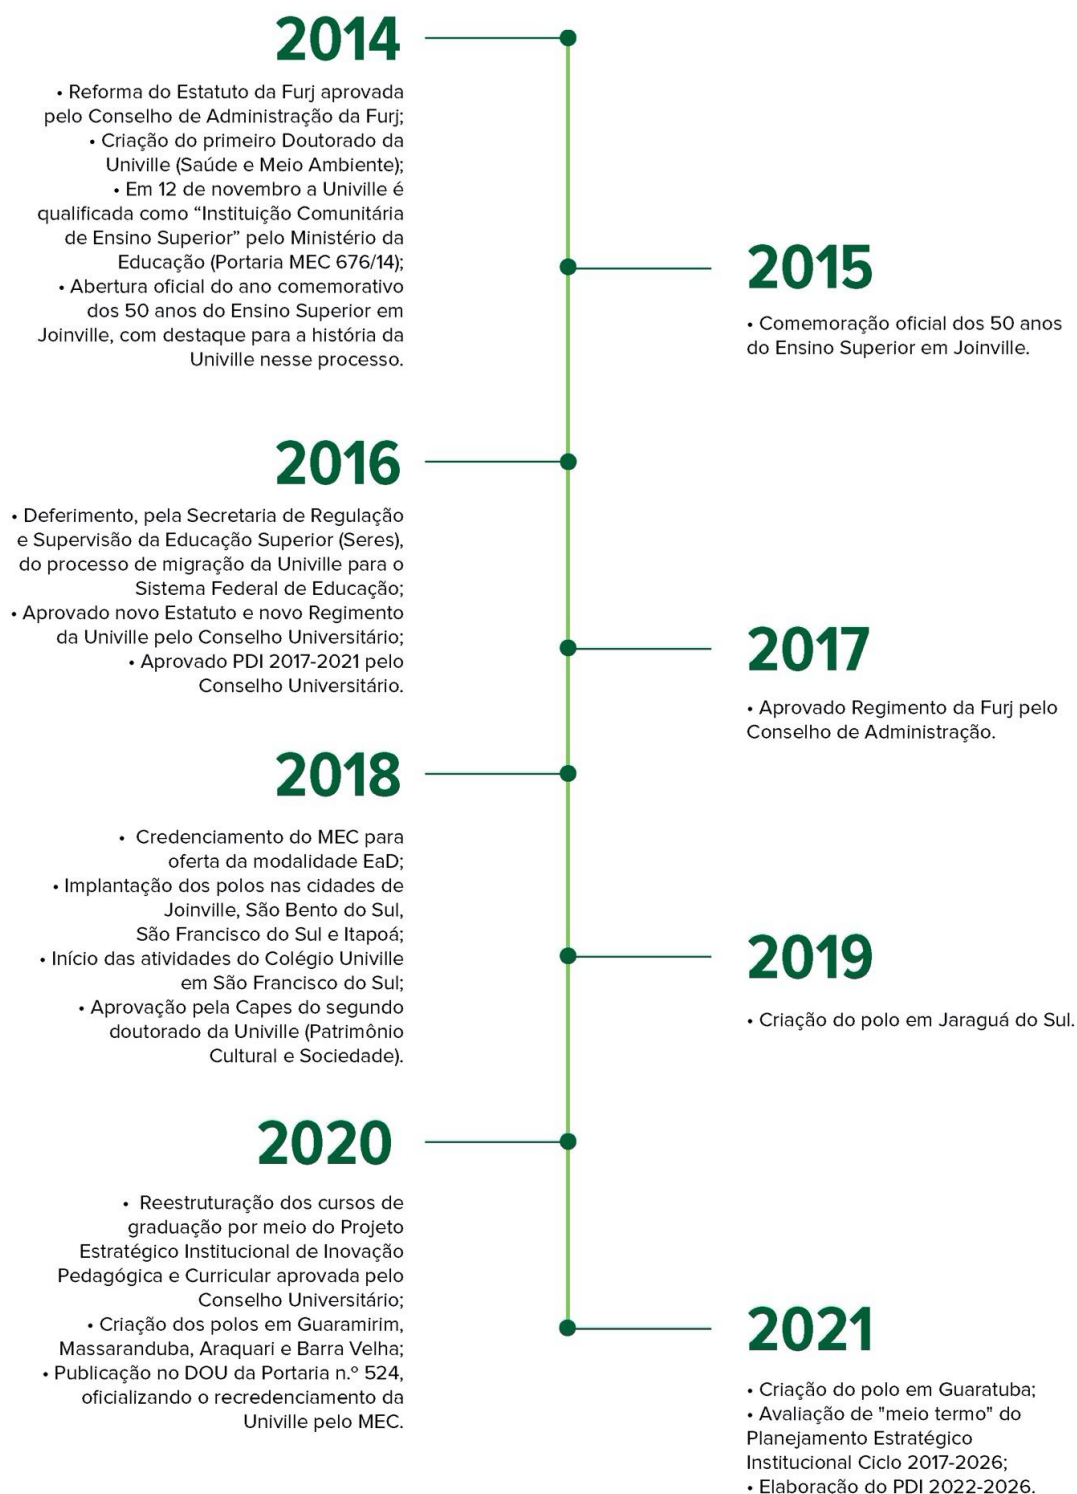 2014
• Reforma do Estatuto da Furj aprovada
pelo Conselho de Administração da Furj;
• Criação do primeiro Doutorado da
Univille (Saúde e Meio Ambiente);
• Em 12 de novembro a Univille é
qualificada como “Instituição Comunitária
de Ensino Superior” pelo Ministério da
Educação (Portaria MEC 676/14);
• Abertura oficial do ano comemorativo
dos 50 anos do Ensino Superior em
Joinville, com destaque para a história da
Univille nesse processo.
2015
• Comemoração oficial dos 50 anos
do Ensino Superior em Joinville.
2016
• Deferimento, pela Secretaria de Regulação
e Supervisão da Educação Superior (Seres),
do processo de migração da Univille para o
Sistema Federal de Educação;
• Aprovado novo Estatuto e novo Regimento
da Univille pelo Conselho Universitário;
• Aprovado PDI 2017-2021 pelo
Conselho Universitário.
2017
• Aprovado Regimento da Furj pelo
Conselho de Administração.
2018
• Credenciamento do MEC para
oferta da modalidade EaD;
• Implantação dos polos nas cidades de
Joinville, São Bento do Sul,
São Francisco do Sul e Itapoá;
• Início das atividades do Colégio Univille
em São Francisco do Sul;
• Aprovação pela Capes do segundo
doutorado da Univille (Patrimônio
Cultural e Sociedade).
2019
• Criação do polo em Jaraguá do Sul.
2020
• Reestruturação dos cursos de
graduação por meio do Projeto
Estratégico Institucional de Inovação
Pedagógica e Curricular aprovada pelo
Conselho Universitário;
• Criação dos polos em Guaramirim,
Massaranduba, Araquari e Barra Velha;
• Publicação no DOU da Portaria n.º 524,
oficializando o recredenciamento da
Univille pelo MEC.
2021
• Criação do polo em Guaratuba;
• Avaliação de "meio termo" do
Planejamento Estratégico
Institucional Ciclo 2017-2026;
• Elaboração do PDI 2022-2026.